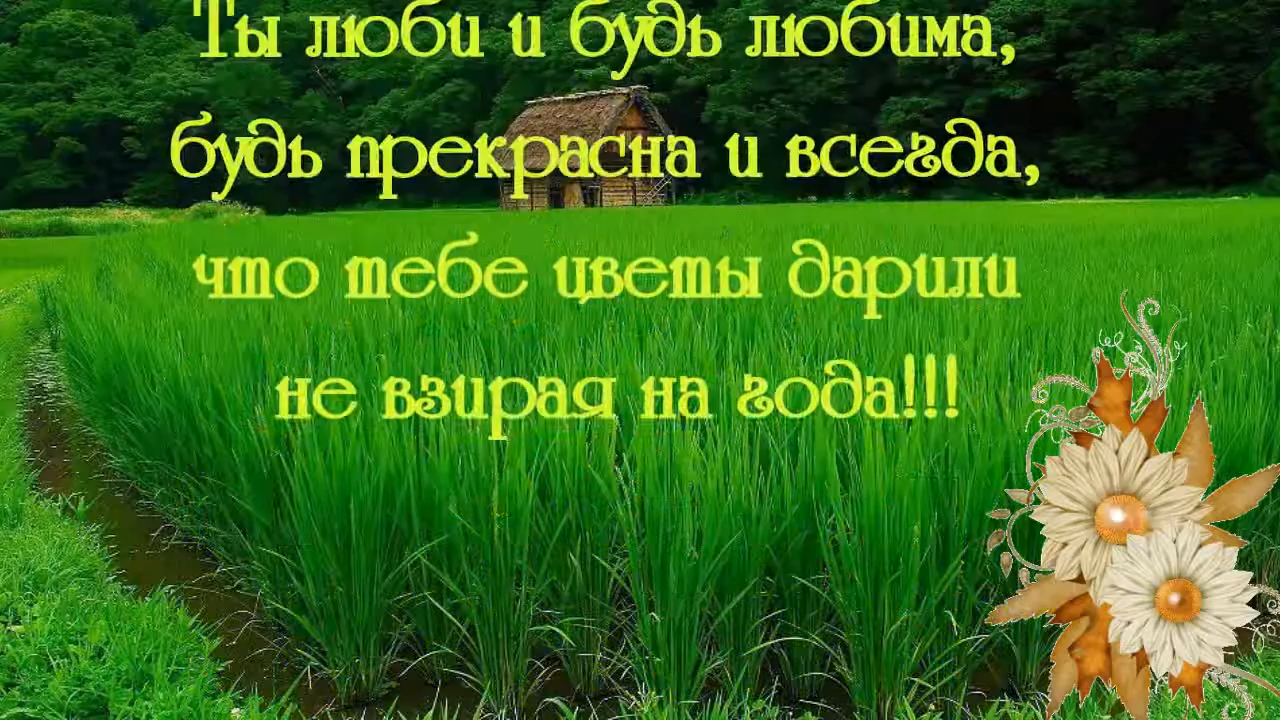 Ты люби и будь любима,
будь прекрасна и всегда,
что тебе цветы дарили
не взирая на года!!!